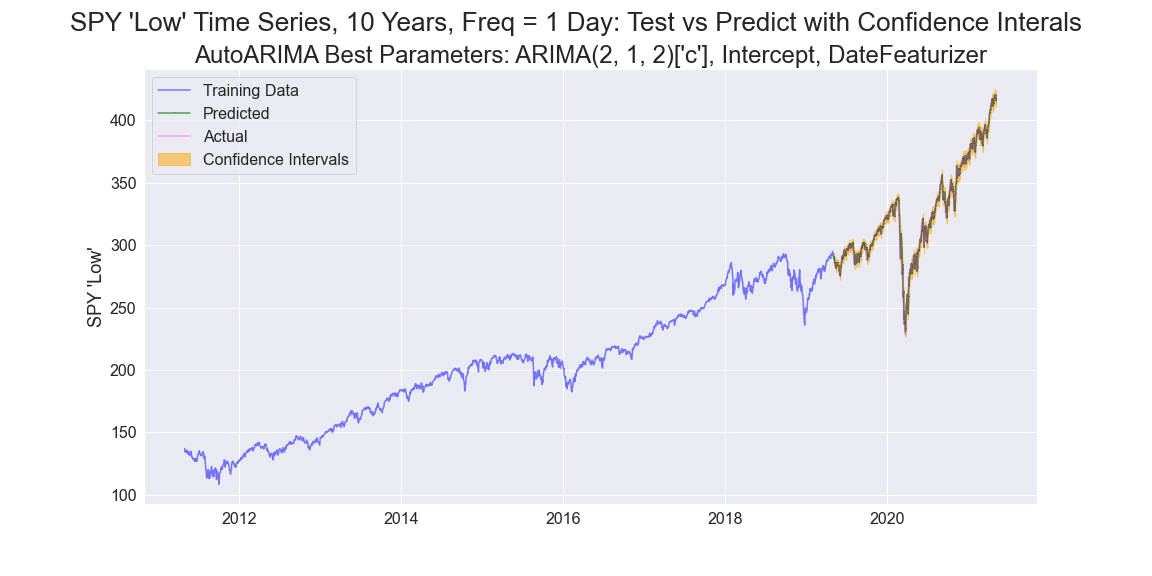 SPY 'Low' Time Series, 10 Years, Freq = 1 Day: Test vs Predict with Confidence Interals
AutoARIMA Best Parameters: ARIMA(2, 1, 2)['c'], Intercept, DateFeaturizer
Training Data
Predicted
Actual
Confidence Intervals
SPY 'Low'
400
350
300
250
200
150
100
2012
2014
2016
2018
2020